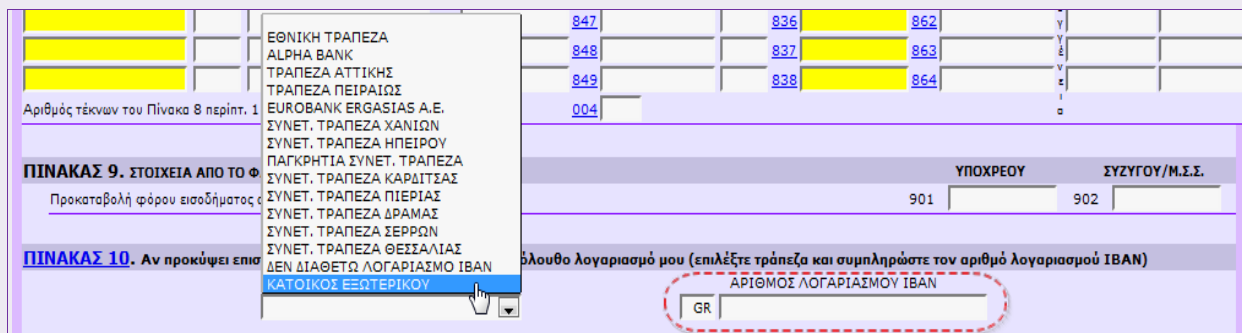 847 836 862
848 837 863
849 838 864
Αριθμός τέκνων του Πίνακα 8 περίπτ. 1 004
ΕΘΝΙΚΗ ΤΡΑΠΕΖΑ
ALPHA BANK
ΤΡΑΠΕΖΑ ΑΤΤΙΚΗΣ
ΤΡΑΠΕΖΑ ΠΕΙΡΑΙΩΣ
EUROBANK ERGASIAS A.E.
ΣΥΝΕΤ. ΤΡΑΠΕΖΑ ΧΑΝΙΩΝ
ΣΥΝΕΤ. ΤΡΑΠΕΖΑ ΗΠΕΙΡΟΥ
ΠΑΓΚΡΗΤΙΑ ΣΥΝΕΤ. ΤΡΑΠΕΖΑ
ΣΥΝΕΤ. ΤΡΑΠΕΖΑ ΚΑΡΔΙΤΣΑΣ
ΣΥΝΕΤ. ΤΡΑΠΕΖΑ ΠΙΕΡΙΑΣ
ΣΥΝΕΤ. ΤΡΑΠΕΖΑ ΔΡΑΜΑΣ
ΣΥΝΕΤ. ΤΡΑΠΕΖΑ ΣΕΡΡΩΝ
ΣΥΝΕΤ. ΤΡΑΠΕΖΑ ΘΕΣΣΑΛΙΑΣ
ΔΕΝ ΔΙΑΘΕΤΩ ΛΟΓΑΡΙΑΣΜΟ ΙΒΑΝ
ΚΑΤΟΙΚΟΣ ΕΞΩΤΕΡΙΚΟΥ
ΠΙΝΑΚΑΣ 9. ΣΤΟΙΧΕΙΑ ΑΠΟ ΤΟ Φ ΥΠΟΧΡΕΟΥ ΣΥΖΥΓΟΥ/Μ.Σ.Σ.
Προκαταβολή φόρου εισοδήματος 901 902
ΠΙΝΑΚΑΣ 10. Αν προκύψει επισ όλουθο λογαριασμό μου (επιλέξτε τράπεζα και συμπληρώστε τον αριθμό λογαριασμού ΙΒΑΝ)
ΑΡΙΘΜΟΣ ΛΟΓΑΡΙΑΣΜΟΥ ΙΒΑΝ
GR